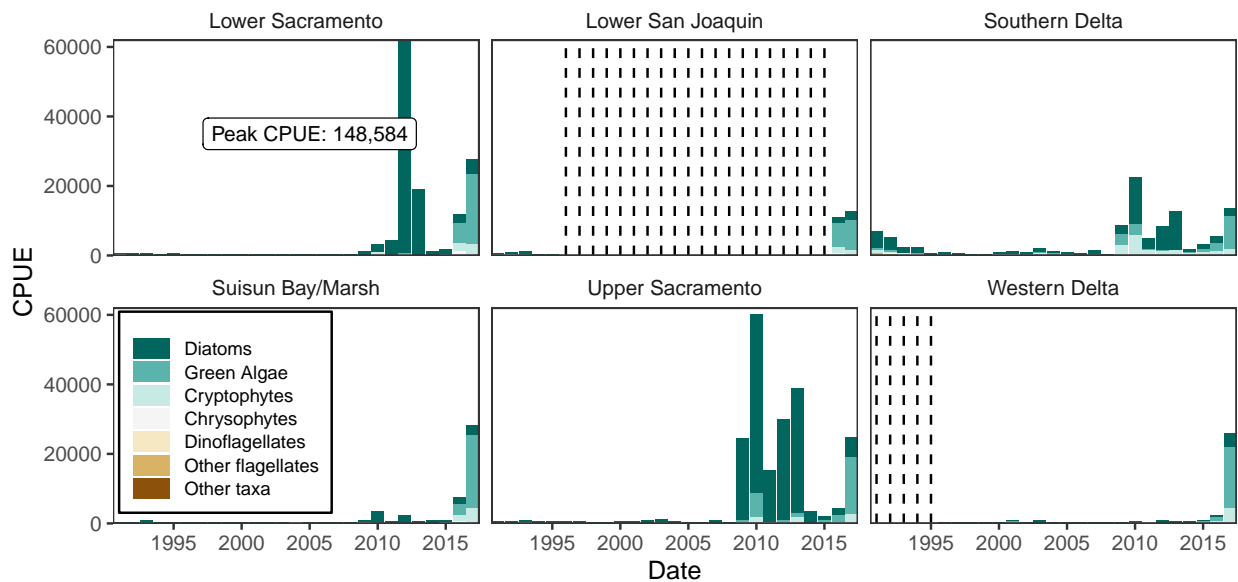 Lower Sacramento
Lower San Joaquin
Southern Delta
60000
40000
20000
0
Peak CPUE: 148,584
CPUE
Suisun Bay/Marsh
Upper Sacramento
Western Delta
60000
40000
20000
0
Diatoms
Green Algae
Cryptophytes
Chrysophytes
Dinoflagellates
Other flagellates
Other taxa
1995 2000 2005 2010 2015
1995 2000 2005 2010 2015
1995 2000 2005 2010 2015
Date